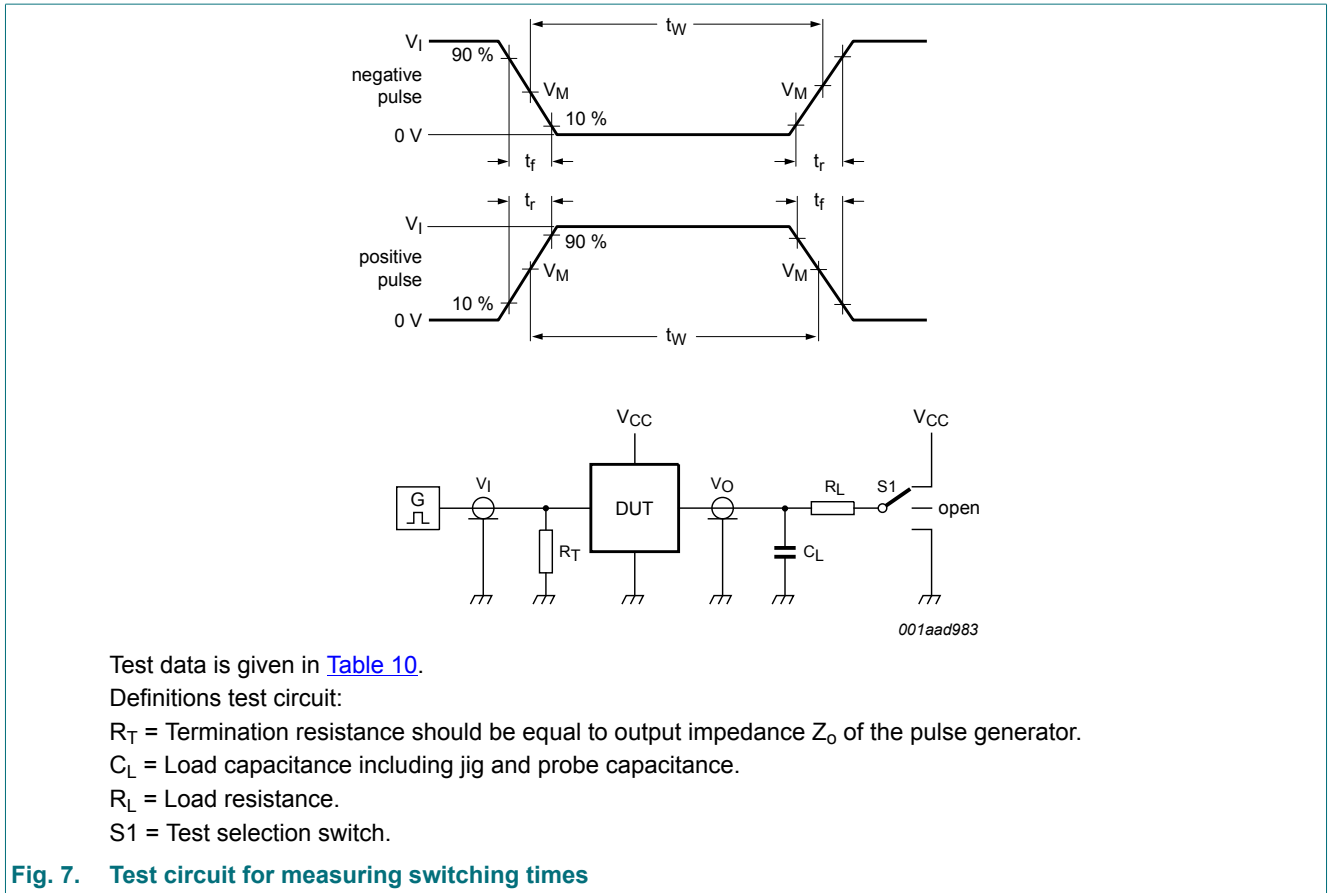 tW
VI
90 %
negative
pulse
VM
VM
10 %
0 V
tf
tr
tr
tf
VI
90 %
positive
pulse
VM
VM
10 %
0 V
tW
VCC
VCC
G
VI
DUT
VO
RL
S1
open
RT
CL
001aad983
Test data is given in Table 10.
Definitions test circuit:
RT = Termination resistance should be equal to output impedance Zo of the pulse generator.
CL = Load capacitance including jig and probe capacitance.
RL = Load resistance.
S1 = Test selection switch.
Fig. 7. Test circuit for measuring switching times